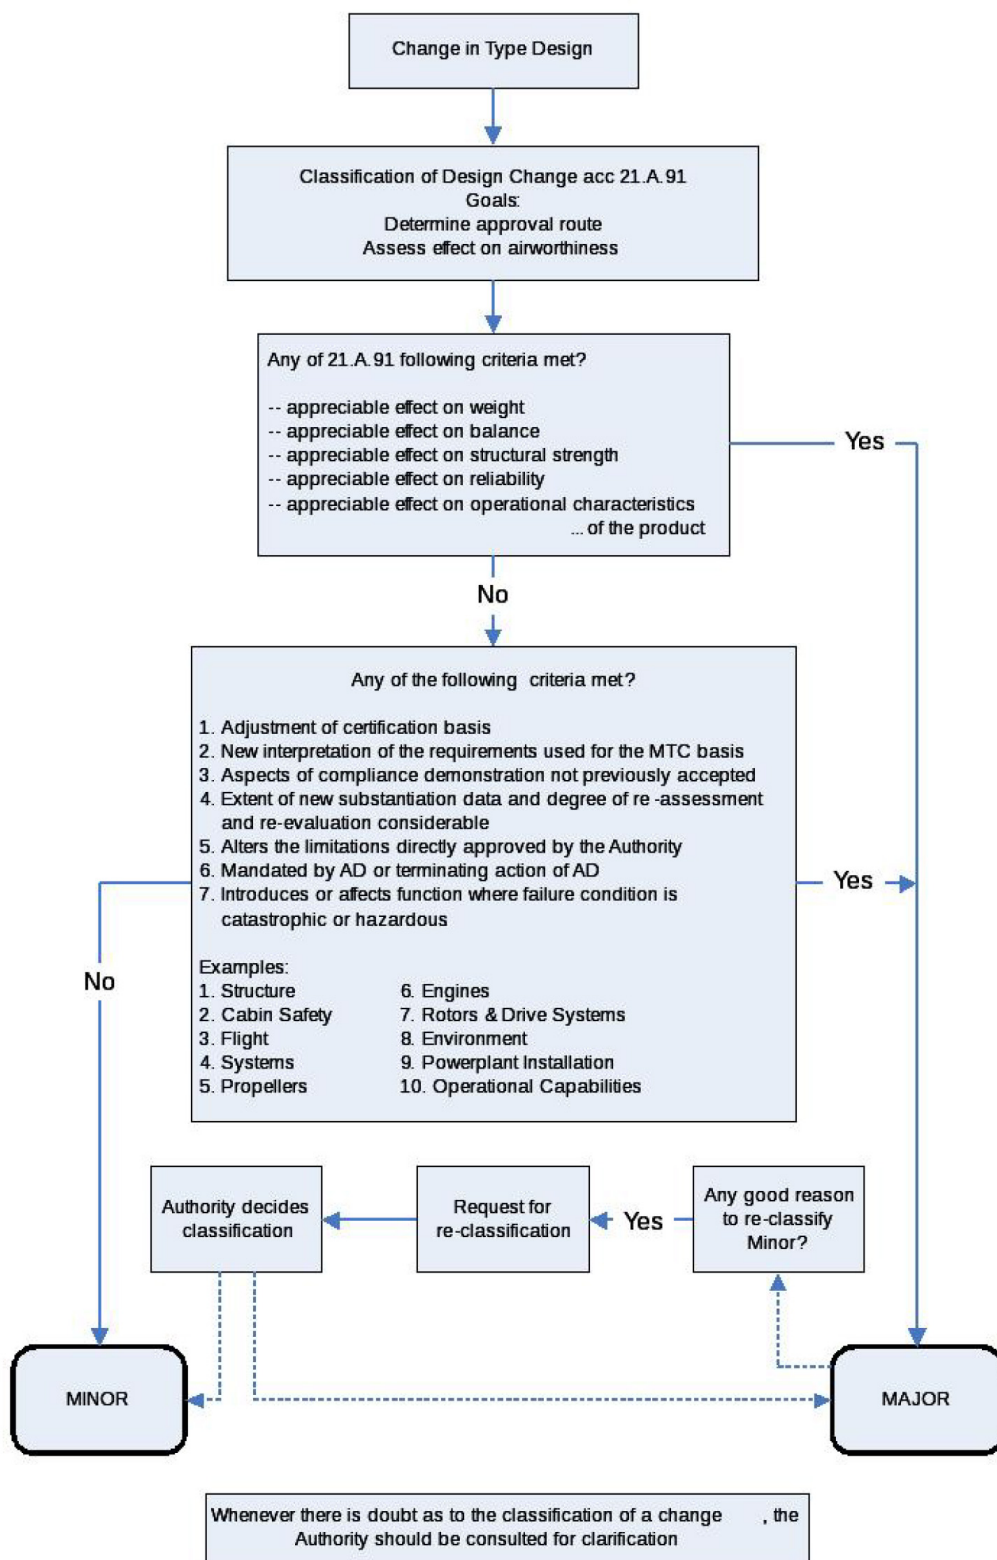 Change in Type Design
Classification of Design Change acc 21.A.91
Goals:
Determine approval route
Assess effect on airworthiness
Any of 21.A.91 following criteria met?
-- appreciable effect on weight
-- appreciable effect on balance
-- appreciable effect on structural strength
-- appreciable effect on reliability
-- appreciable effect on operational characteristics
... of the product
Yes
No
Any of the following criteria met?
1. Adjustment of certification basis
2. New interpretation of the requirements used for the MTC basis
3. Aspects of compliance demonstration not previously accepted
4. Extent of new substantiation data and degree of re -assessment
and re-evaluation considerable
5. Alters the limitations directly approved by the Authority
6. Mandated by AD or terminating action of AD
7. Introduces or affects function where failure condition is
catastrophic or hazardous
Yes
No
Examples:
1. Structure 6. Engines
2. Cabin Safety 7. Rotors & Drive Systems
3. Flight 8. Environment
4. Systems 9. Powerplant Installation
5. Propellers 10. Operational Capabilities
Authority decides
classification
Request for
re-classification
Yes
Any good reason
to re-classify
Minor?
MINOR
MAJOR
Whenever there is doubt as to the classification of a change , the
Authority should be consulted for clarification